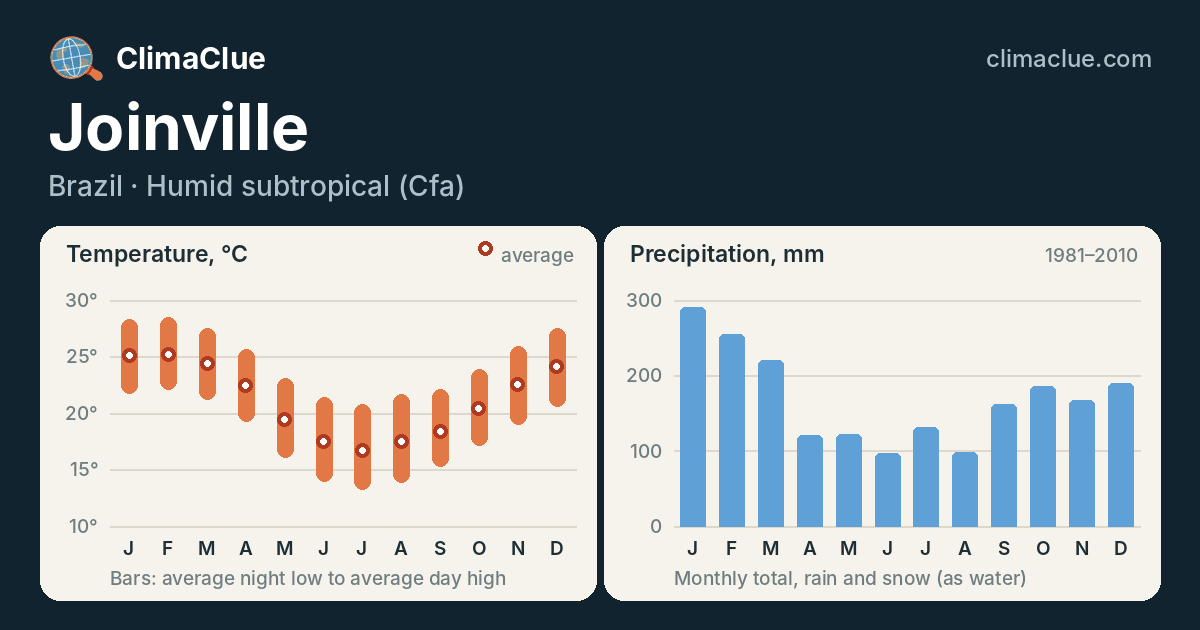 ClimaClue
climaclue.com
Joinville
Brazil · Humid subtropical (Cfa)
Temperature, °C
average
30°
25°
20°
15°
10°
J F M A M J J A S O N D
Bars: average night low to average day high
Precipitation, mm
1981–2010
300
200
100
0
J F M A M J J A S O N D
Monthly total, rain and snow (as water)